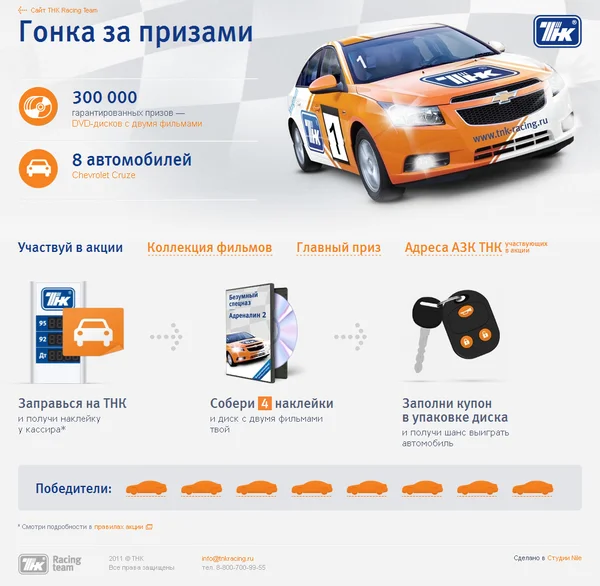 ← Сайт ТНК Racing Team
Гонка за призами
ТНК
300 000
гарантированных призов —
DVD-дисков с двумя фильмами
8 автомобилей
Chevrolet Cruze
1
ТНК
www.tnk-racing.ru
ТНК
1
Участвуй в акции
Коллекция фильмов
Главный приз
Адреса АЗК ТНК участвующих
в акции
ТНК
95
92
Дт
Безумный
спецназ
Адреналин 2
Заправься на ТНК
и получи наклейку
у кассира*
Собери 4 наклейки
и диск с двумя фильмами
твой
Заполни купон
в упаковке диска
и получи шанс выиграть
автомобиль
Победители:
* Смотри подробности в правилах акции
ТНК Racing
team
2011 © ТНК
Все права защищены
info@tnkracing.ru
тел. 8-800-700-99-55
Сделано в Студии Nile